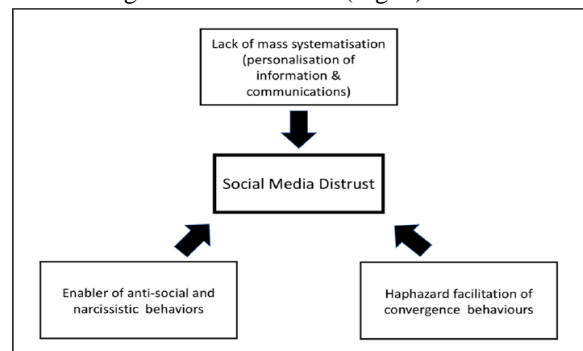 Lack of mass systematisation
(personalisation of
information &
communications)
Social Media Distrust
Enabler of anti-social and
narcissistic behaviors
Haphazard facilitation of
convergence behaviours